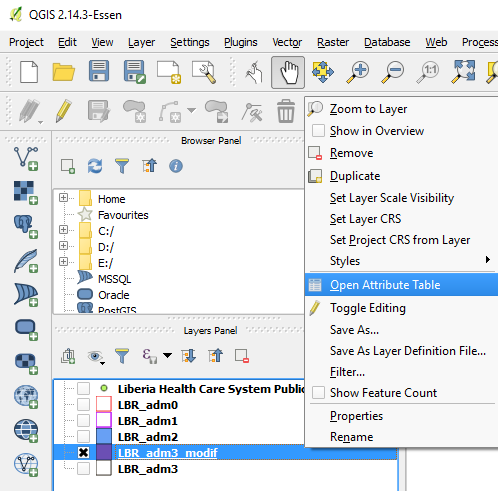 QGIS 2.14.3-Essen
Project Edit View Layer Settings Plugins Vector Raster Database Web Proces
1:1
Zoom to Layer
Show in Overview
Remove
Duplicate
Set Layer Scale Visibility
Set Layer CRS
Set Project CRS from Layer
Styles
Open Attribute Table
Toggle Editing
Save As...
Save As Layer Definition File...
Filter...
Show Feature Count
Properties
Rename
Browser Panel
Home
Favourites
C:/
D:/
E:/
MSSQL
Oracle
PostGIS
Layers Panel
Liberia Health Care System Public
LBR_adm0
LBR_adm1
LBR_adm2
LBR_adm3_modif
LBR_adm3